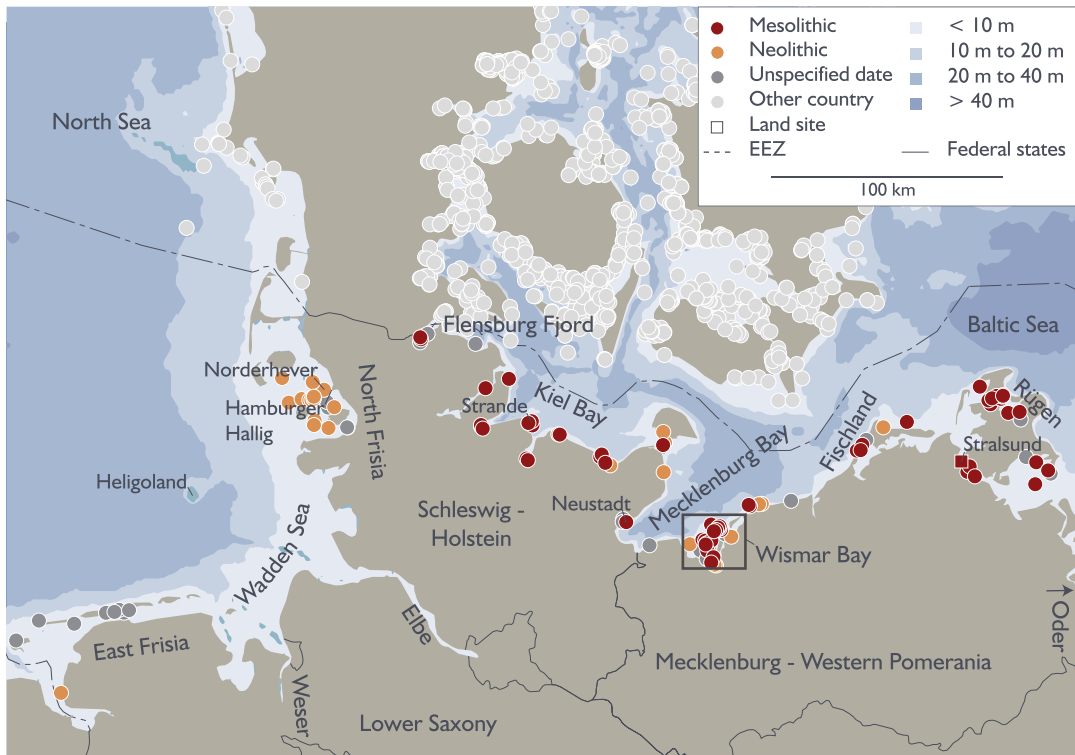 Mesolithic
Neolithic
Unspecified date
Other country
Land site
EEZ
< 10 m
10 m to 20 m
20 m to 40 m
> 40 m
Federal states
100 km
North Sea
Flensburg Fjord
Baltic Sea
Norderhever
Hamburger
Hallig
North Frisia
Strande
Kiel Bay
Rügen
Fischland
Stralsund
Heligoland
Schleswig -
Holstein
Neustadt
Mecklenburg Bay
Wismar Bay
Wadden Sea
Elbe
Oder
East Frisia
Weser
Mecklenburg - Western Pomerania
Lower Saxony